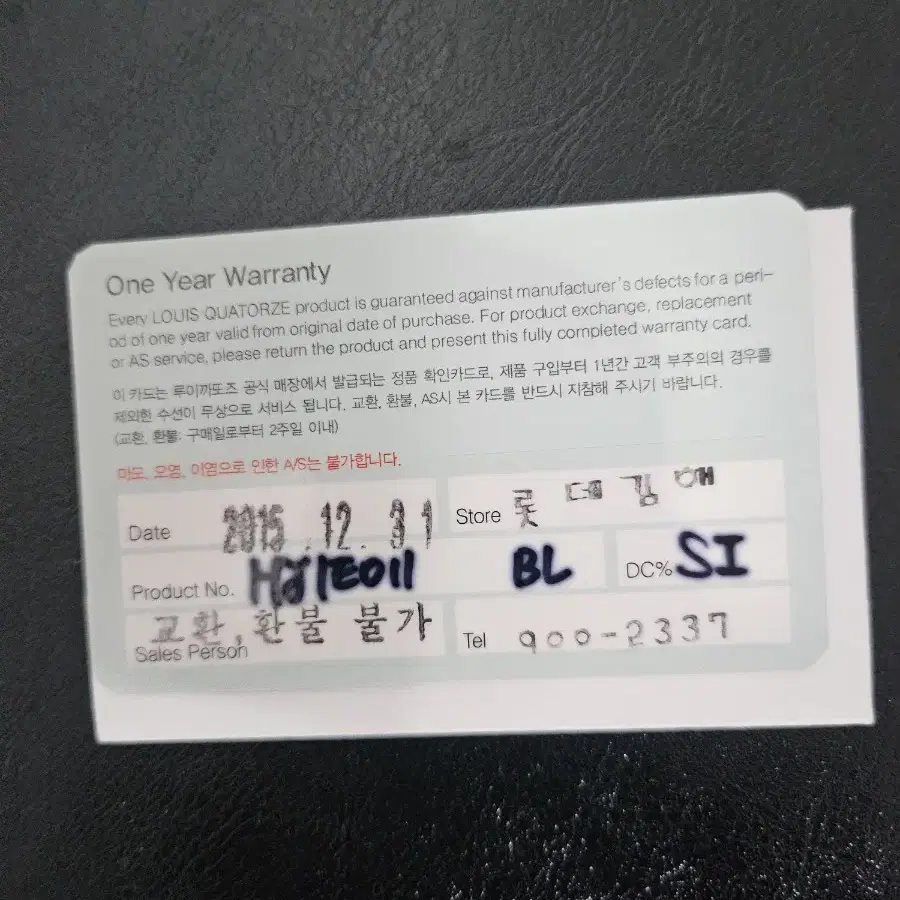 One Year Warranty
Every LOUIS QUATORZE product is guaranteed against manufacturer's defects for a peri-
od of one year valid from original date of purchase. For product exchange, replacement
or AS service, please return the product and present this fully completed warranty card.
이 카드는 루이까또즈 공식 매장에서 발급되는 정품 확인카드로, 제품 구입부터 1년간 고객 부주의의 경우를
제외한 수선이 무상으로 서비스 됩니다. 교환, 환불, AS시 본 카드를 반드시 지참해 주시기 바랍니다.
(교환, 환불: 구매일로부터 2주일 이내)
마모, 오염, 이염으로 인한 A/S는 불가합니다.
Date 2015.12.31 Store 롯데김해
Product No. BL DC% SI
교환, 환불 불가
Sales Person Tel 900-2337